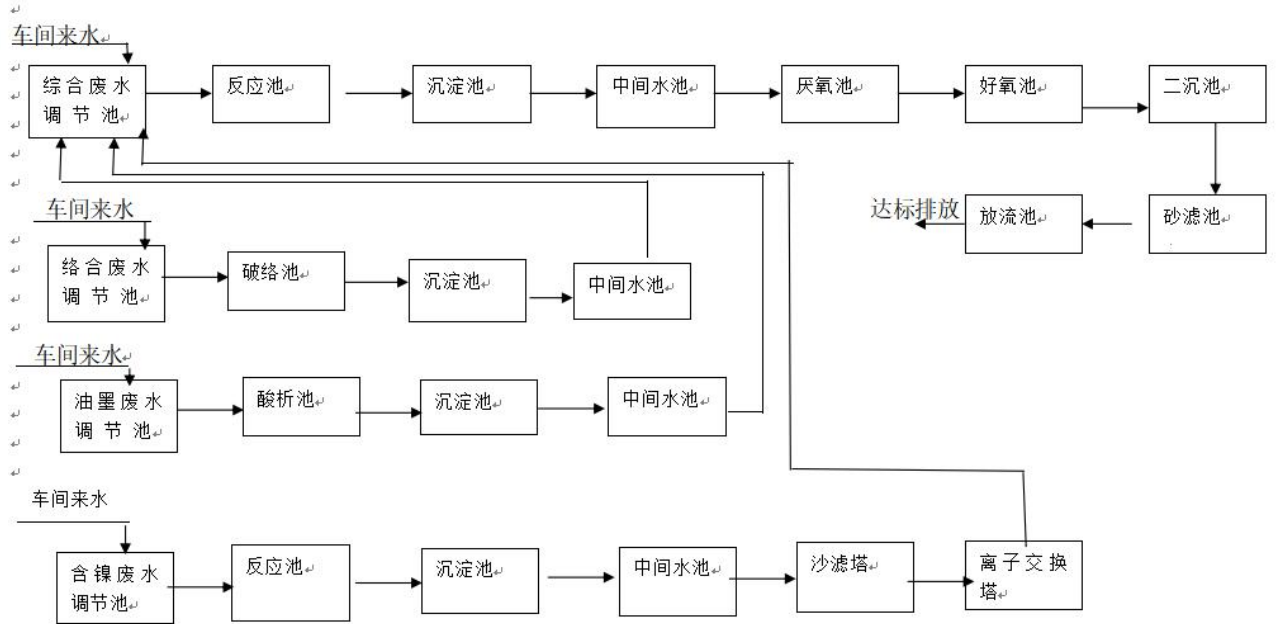 车间来水
综合废水
调节池
反应池
沉淀池
中间水池
厌氧池
好氧池
二沉池
车间来水
达标排放
放流池
砂滤池
络合废水
调节池
破络池
沉淀池
中间水池
车间来水
油墨废水
调节池
酸析池
沉淀池
中间水池
车间来水
含镍废水
调节池
反应池
沉淀池
中间水池
沙滤塔
离子交换
塔